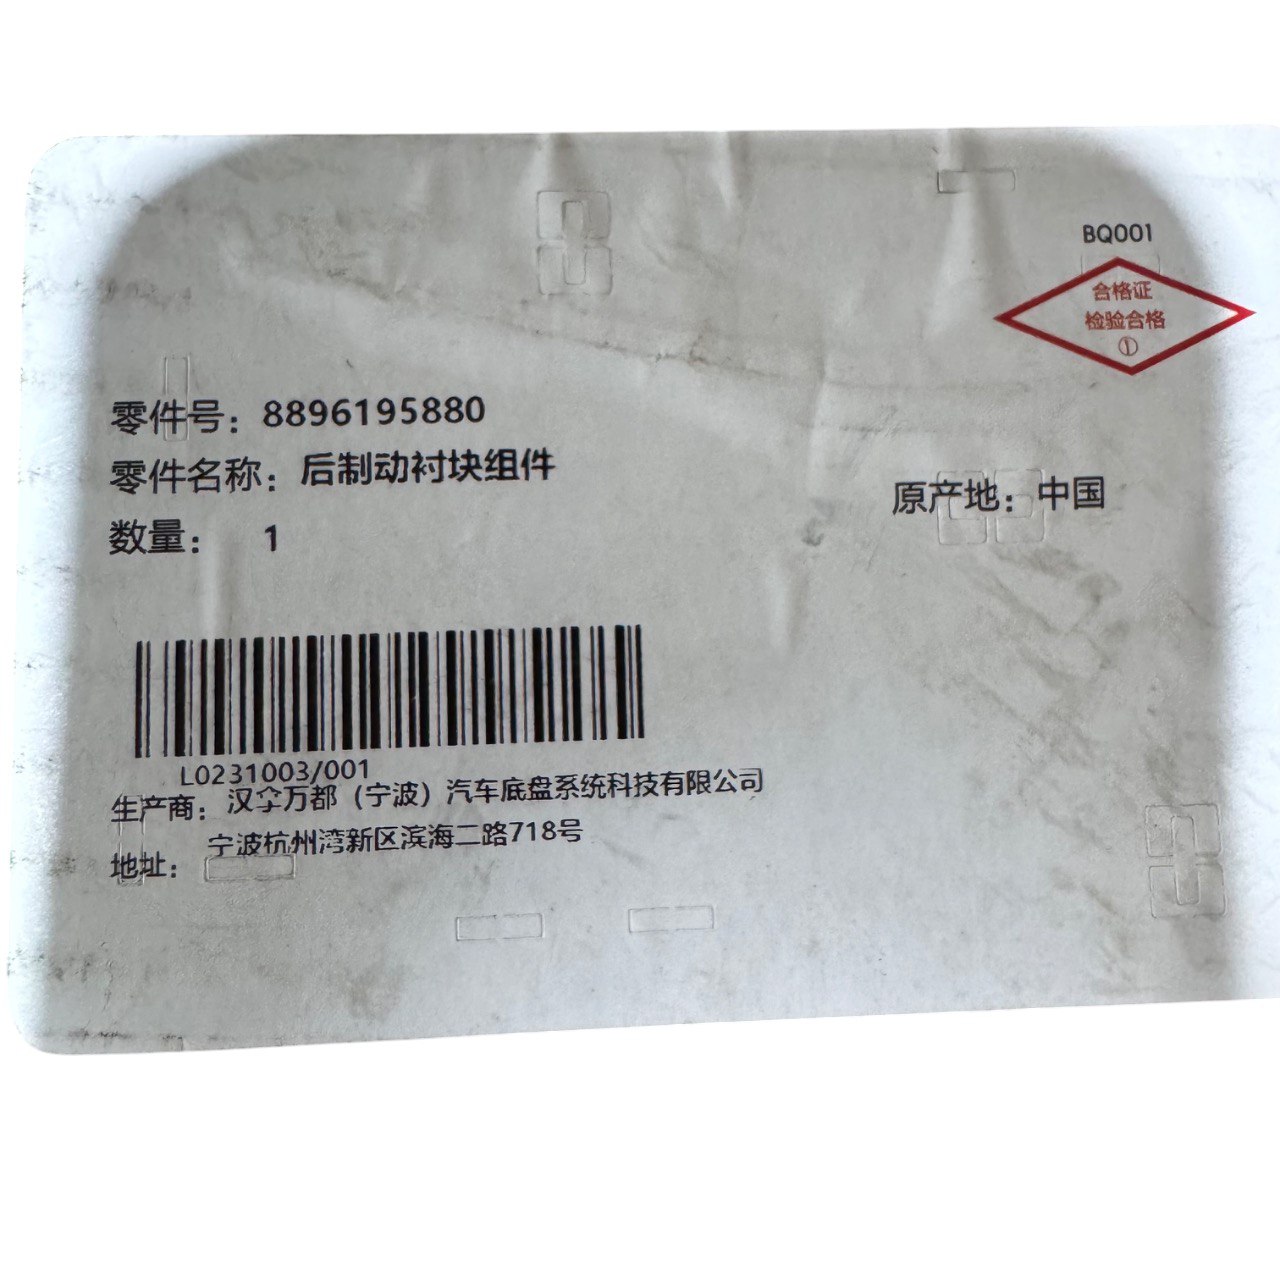 BQ001
合格证
检验合格
①
零件号：8896195880
零件名称：后制动衬块组件
数量： 1
原产地：中国
L0231003/001
生产商：汉拿万都（宁波）汽车底盘系统科技有限公司
地址：宁波杭州湾新区滨海二路718号